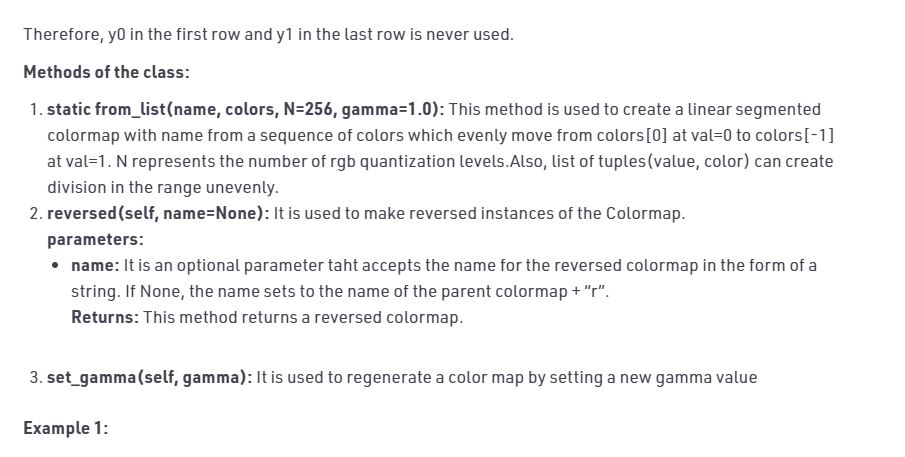 Therefore, y0 in the first row and y1 in the last row is never used.
Methods of the class:
1. static from_list(name, colors, N=256, gamma=1.0): This method is used to create a linear segmented
colormap with name from a sequence of colors which evenly move from colors[0] at val=0 to colors[-1]
at val=1. N represents the number of rgb quantization levels.Also, list of tuples(value, color) can create
division in the range unevenly.
2. reversed(self, name=None): It is used to make reversed instances of the Colormap.
parameters:
• name: It is an optional parameter taht accepts the name for the reversed colormap in the form of a
string. If None, the name sets to the name of the parent colormap + “r”.
Returns: This method returns a reversed colormap.
3. set_gamma(self, gamma): It is used to regenerate a color map by setting a new gamma value
Example 1: